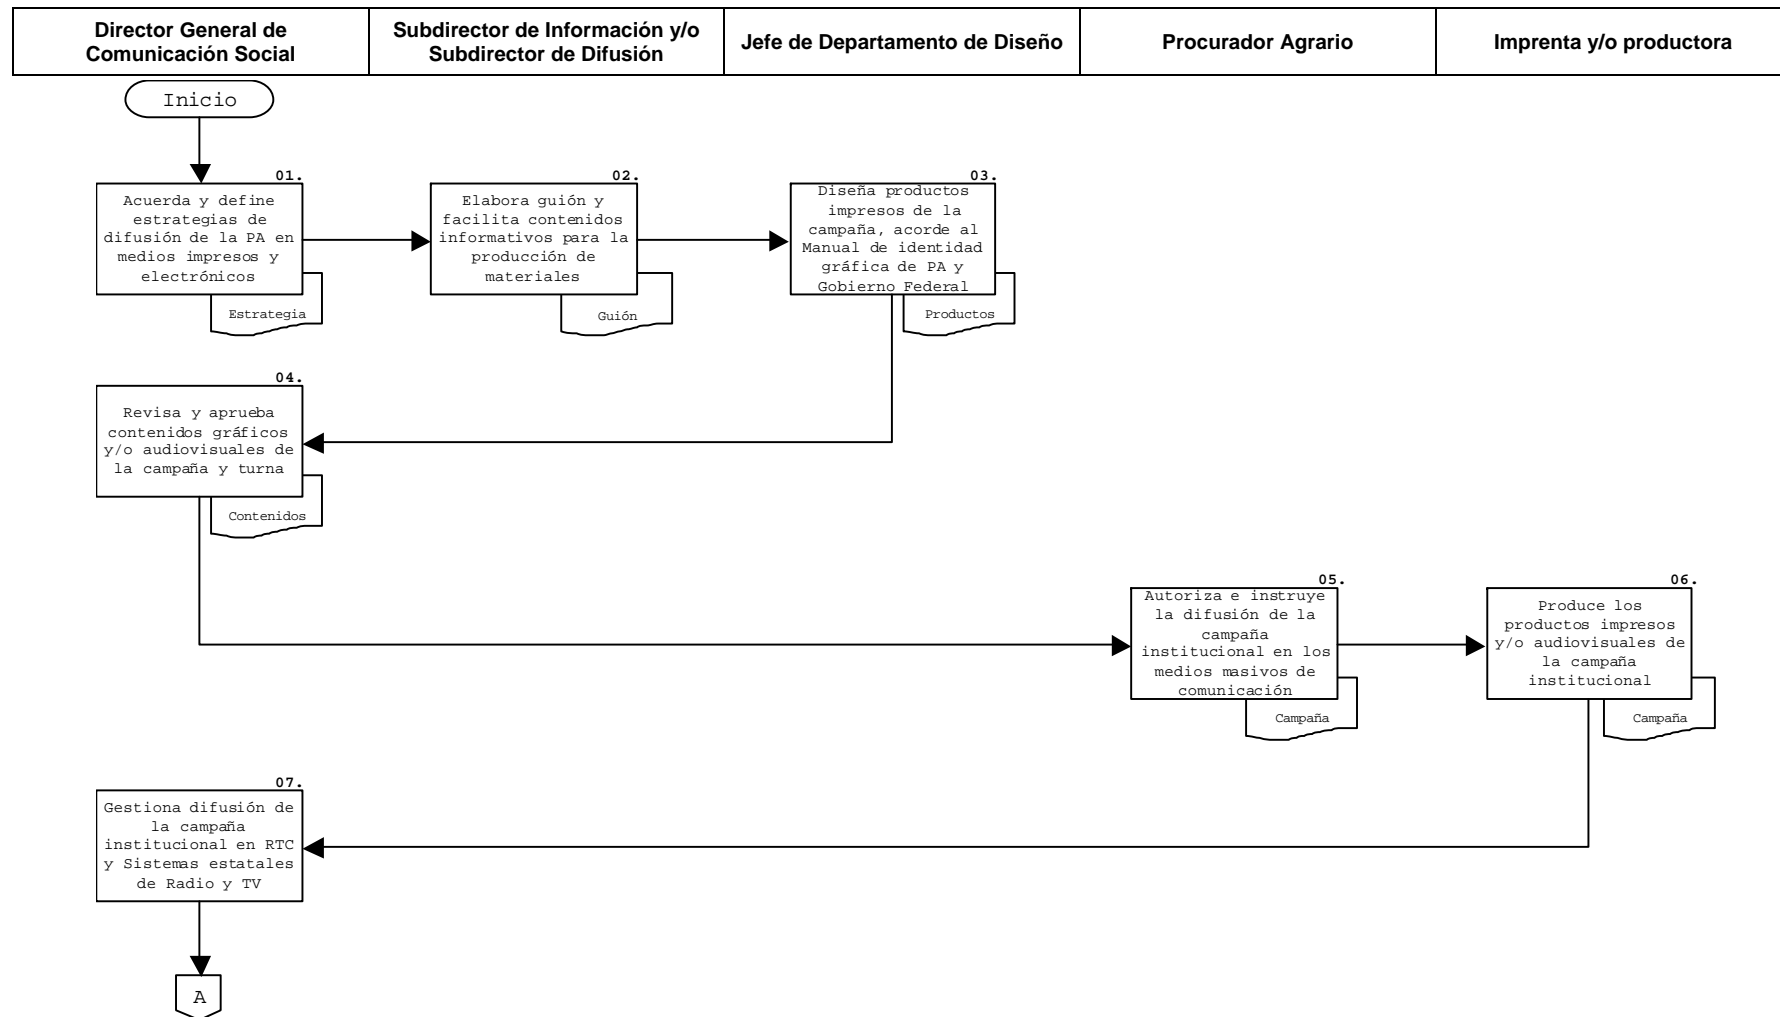 Director General de
Comunicación Social
Subdirector de Información y/o
Subdirector de Difusión
Jefe de Departamento de Diseño
Procurador Agrario
Imprenta y/o productora
Inicio
01.
Acuerda y define
estrategias de
difusión de la PA en
medios impresos y
electrónicos
Estrategia
02.
Elabora guión y
facilita contenidos
informativos para la
producción de
materiales
Guión
03.
Diseña productos
impresos de la
campaña, acorde al
Manual de identidad
gráfica de PA y
Gobierno Federal
Productos
04.
Revisa y aprueba
contenidos gráficos
y/o audiovisuales de
la campaña y turna
Contenidos
05.
Autoriza e instruye
la difusión de la
campaña
institucional en los
medios masivos de
comunicación
Campaña
06.
Produce los
productos impresos
y/o audiovisuales de
la campaña
institucional
Campaña
07.
Gestiona difusión de
la campaña
institucional en RTC
y Sistemas estatales
de Radio y TV
A